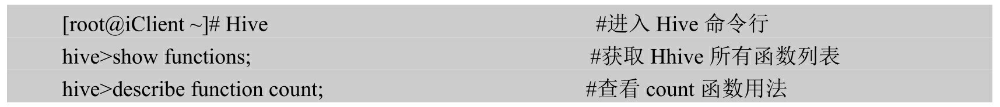 [root@iClient ~]# Hive #进入 Hive 命令行
hive>show functions; #获取 Hhive 所有函数列表
hive>describe function count; #查看 count 函数用法